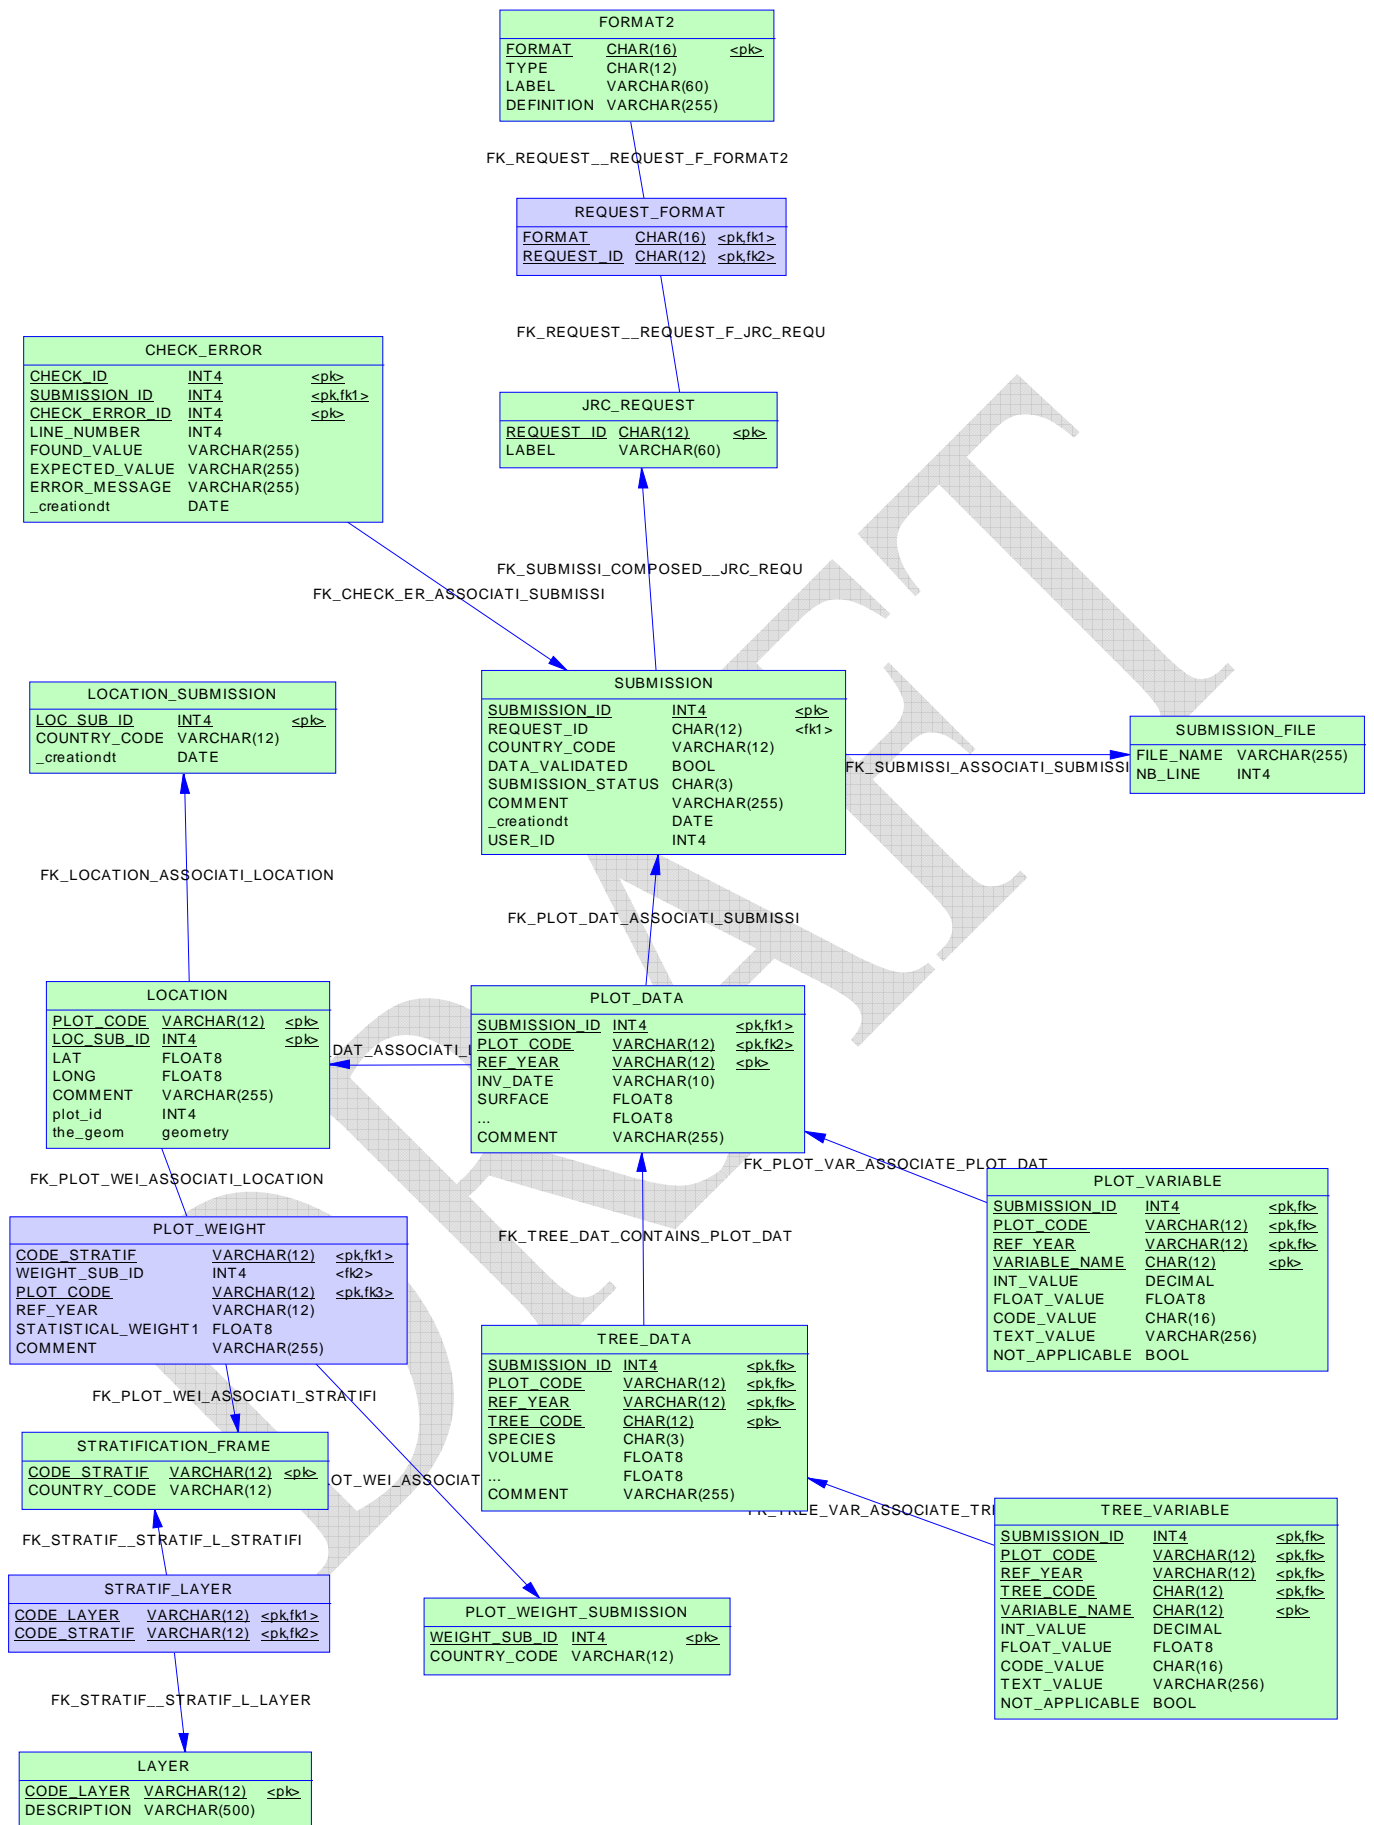 FORMAT2
FORMAT CHAR(16) <pk>
TYPE CHAR(12)
LABEL VARCHAR(60)
DEFINITION VARCHAR(255)
FK_REQUEST__REQUEST_F_FORMAT2
REQUEST_FORMAT
FORMAT CHAR(16) <pk,fk1>
REQUEST_ID CHAR(12) <pk,fk2>
FK_REQUEST__REQUEST_F_JRC_REQU
CHECK_ERROR
CHECK_ID INT4 <pk>
SUBMISSION_ID INT4 <pk,fk1>
CHECK_ERROR_ID INT4 <pk>
LINE_NUMBER INT4
FOUND_VALUE VARCHAR(255)
EXPECTED_VALUE VARCHAR(255)
ERROR_MESSAGE VARCHAR(255)
_creationdt DATE
JRC_REQUEST
REQUEST_ID CHAR(12) <pk>
LABEL VARCHAR(60)
FK_SUBMISSI_COMPOSED__JRC_REQU
FK_CHECK_ER_ASSOCIATI_SUBMISSI
LOCATION_SUBMISSION
LOC_SUB_ID INT4 <pk>
COUNTRY_CODE VARCHAR(12)
_creationdt DATE
SUBMISSION
SUBMISSION_ID INT4 <pk>
REQUEST_ID CHAR(12) <fk1>
COUNTRY_CODE VARCHAR(12)
DATA_VALIDATED BOOL
SUBMISSION_STATUS CHAR(3)
COMMENT VARCHAR(255)
_creationdt DATE
USER_ID INT4
FK_SUBMISSI_ASSOCIATI_SUBMISSI
SUBMISSION_FILE
FILE_NAME VARCHAR(255)
NB_LINE INT4
FK_LOCATION_ASSOCIATI_LOCATION
FK_PLOT_DAT_ASSOCIATI_SUBMISSI
LOCATION
PLOT_CODE VARCHAR(12) <pk>
LOC_SUB_ID INT4 <pk>
LAT FLOAT8
LONG FLOAT8
COMMENT VARCHAR(255)
plot_id INT4
the_geom geometry
_DAT_ASSOCIATI_L
PLOT_DATA
SUBMISSION_ID INT4 <pk,fk1>
PLOT_CODE VARCHAR(12) <pk,fk2>
REF_YEAR VARCHAR(12) <pk>
INV_DATE VARCHAR(10)
SURFACE FLOAT8
... FLOAT8
COMMENT VARCHAR(255)
FK_PLOT_VAR_ASSOCIATE_PLOT_DAT
FK_PLOT_WEI_ASSOCIATI_LOCATION
PLOT_VARIABLE
SUBMISSION_ID INT4 <pk,fk>
PLOT_CODE VARCHAR(12) <pk,fk>
REF_YEAR VARCHAR(12) <pk,fk>
VARIABLE_NAME CHAR(12) <pk>
INT_VALUE DECIMAL
FLOAT_VALUE FLOAT8
CODE_VALUE CHAR(16)
TEXT_VALUE VARCHAR(256)
NOT_APPLICABLE BOOL
PLOT_WEIGHT
CODE_STRATIF VARCHAR(12) <pk,fk1>
WEIGHT_SUB_ID INT4 <fk2>
PLOT_CODE VARCHAR(12) <pk,fk3>
REF_YEAR VARCHAR(12)
STATISTICAL_WEIGHT1 FLOAT8
COMMENT VARCHAR(255)
FK_TREE_DAT_CONTAINS_PLOT_DAT
TREE_DATA
SUBMISSION_ID INT4 <pk,fk>
PLOT_CODE VARCHAR(12) <pk,fk>
REF_YEAR VARCHAR(12) <pk,fk>
TREE_CODE CHAR(12) <pk>
SPECIES CHAR(3)
VOLUME FLOAT8
... FLOAT8
COMMENT VARCHAR(255)
FK_PLOT_WEI_ASSOCIATI_STRATIFI
STRATIFICATION_FRAME
CODE_STRATIF VARCHAR(12) <pk>
COUNTRY_CODE VARCHAR(12)
LOT_WEI_ASSOCIAT
FK_TREE_VAR_ASSOCIATE_TRE
FK_STRATIF__STRATIF_L_STRATIFI
TREE_VARIABLE
SUBMISSION_ID INT4 <pk,fk>
PLOT_CODE VARCHAR(12) <pk,fk>
REF_YEAR VARCHAR(12) <pk,fk>
TREE_CODE CHAR(12) <pk,fk>
VARIABLE_NAME CHAR(12) <pk>
INT_VALUE DECIMAL
FLOAT_VALUE FLOAT8
CODE_VALUE CHAR(16)
TEXT_VALUE VARCHAR(256)
NOT_APPLICABLE BOOL
STRATIF_LAYER
CODE_LAYER VARCHAR(12) <pk,fk1>
CODE_STRATIF VARCHAR(12) <pk,fk2>
PLOT_WEIGHT_SUBMISSION
WEIGHT_SUB_ID INT4 <pk>
COUNTRY_CODE VARCHAR(12)
FK_STRATIF__STRATIF_L_LAYER
LAYER
CODE_LAYER VARCHAR(12) <pk>
DESCRIPTION VARCHAR(500)
DRAFT